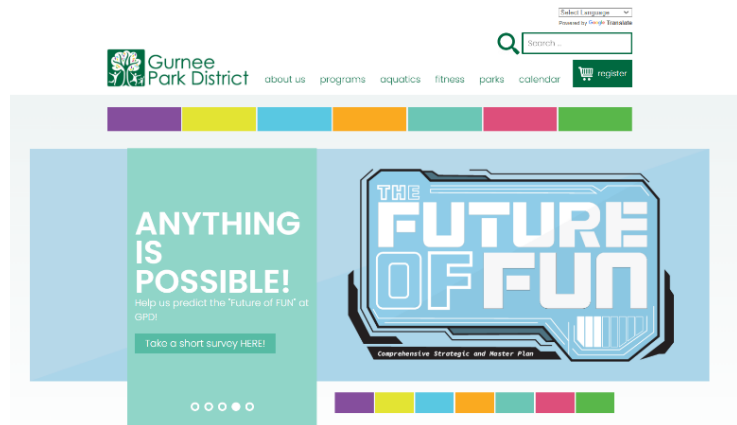 Select Language
Powered by Google Translate
Search ...
Gurnee
Park District
about us programs aquatics fitness parks calendar register
ANYTHING
IS
POSSIBLE!
Help us predict the "Future of FUN" at
GPD!
Take a short survey HERE!
THE
FUTURE
OF FUN
Comprehensive Strategic and Master Plan